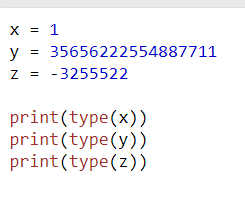 x = 1
y = 35656222554887711
z = -3255522
print(type(x))
print(type(y))
print(type(z))